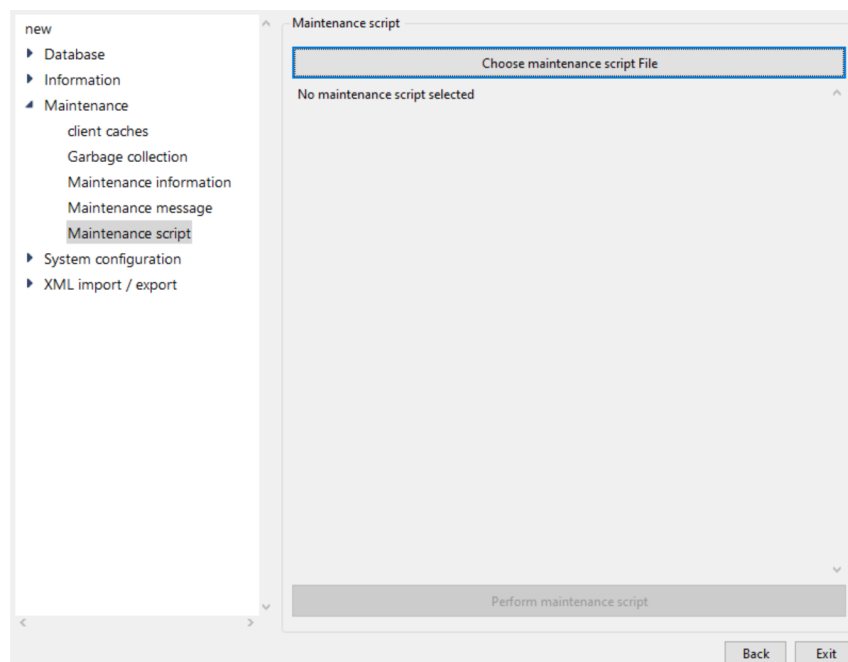 new
Database
Information
Maintenance
client caches
Garbage collection
Maintenance information
Maintenance message
Maintenance script
System configuration
XML import / export
Maintenance script
Choose maintenance script File
No maintenance script selected
Perform maintenance script
Back
Exit